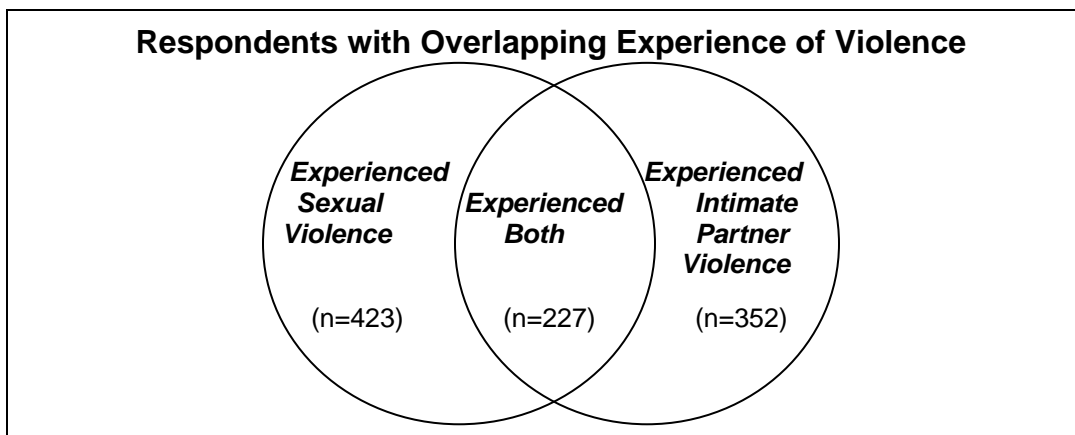 Respondents with Overlapping Experience of Violence
Experienced
Sexual
Violence
(n=423)
Experienced
Both
(n=227)
Experienced
Intimate
Partner
Violence
(n=352)